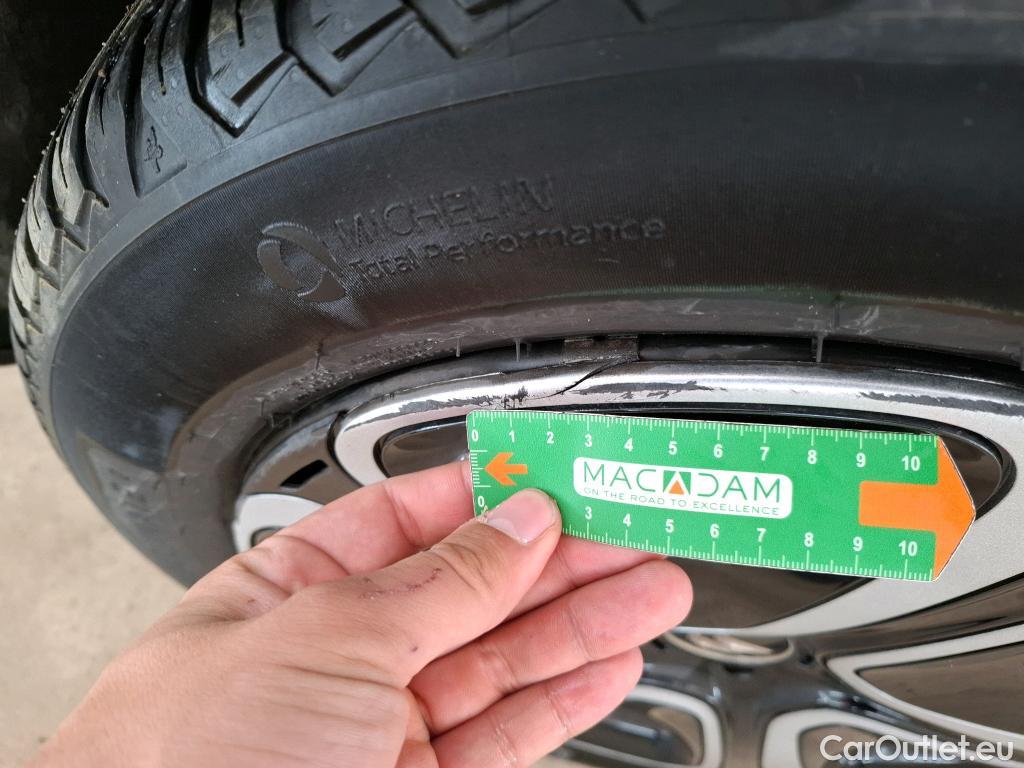 MICHELIN
Total Performance
0 1 2 3 4 5 6 7 8 9 10
MACADAM
ON THE ROAD TO EXCELLENCE
0 3 4 5 6 7 8 9 10
CarOutlet.eu